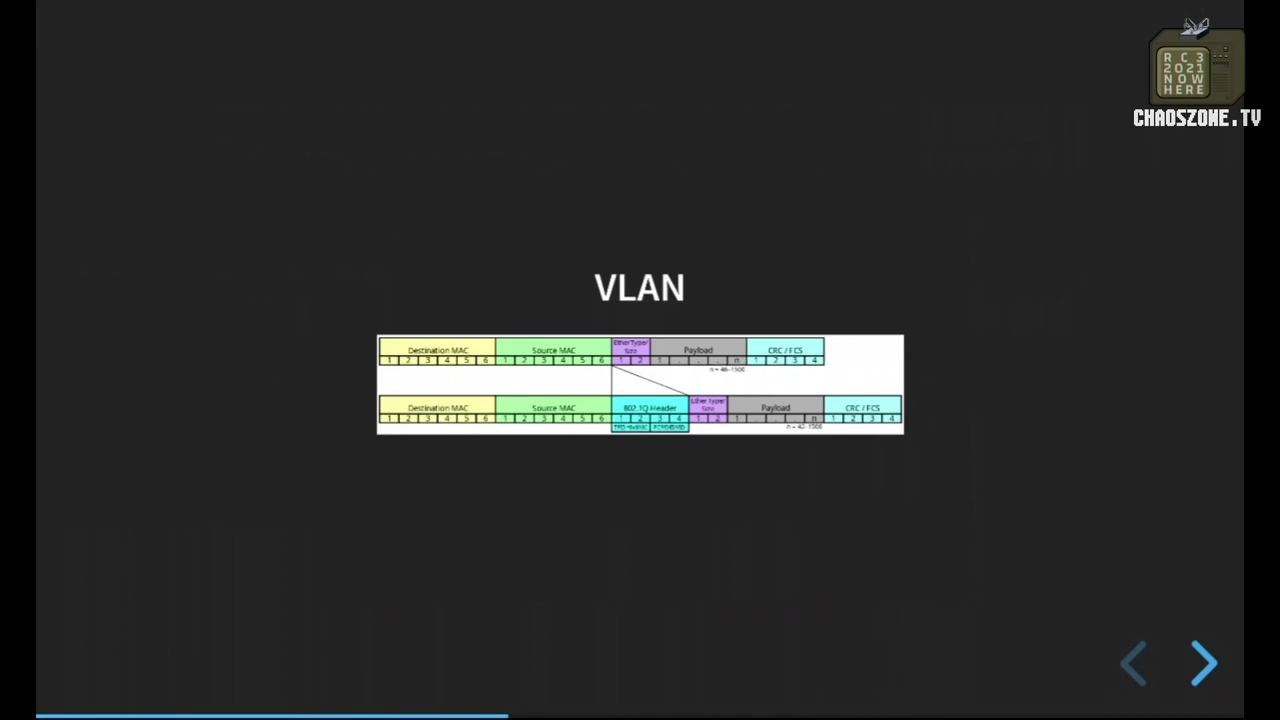 R C 3
2021
NOW
HERE
CHAOSZONE.TV
VLAN
Destination MAC Source MAC EtherType/ Size Payload CRC / FCS
1 2 3 4 5 6 1 2 3 4 5 6 1 2 1 . . . n 1 2 3 4
n = 46-1500
Destination MAC Source MAC 802.1Q Header EtherType/ Size Payload CRC / FCS
1 2 3 4 5 6 1 2 3 4 5 6 1 2 3 4 1 2 1 . . . n 1 2 3 4
n = 42-1500